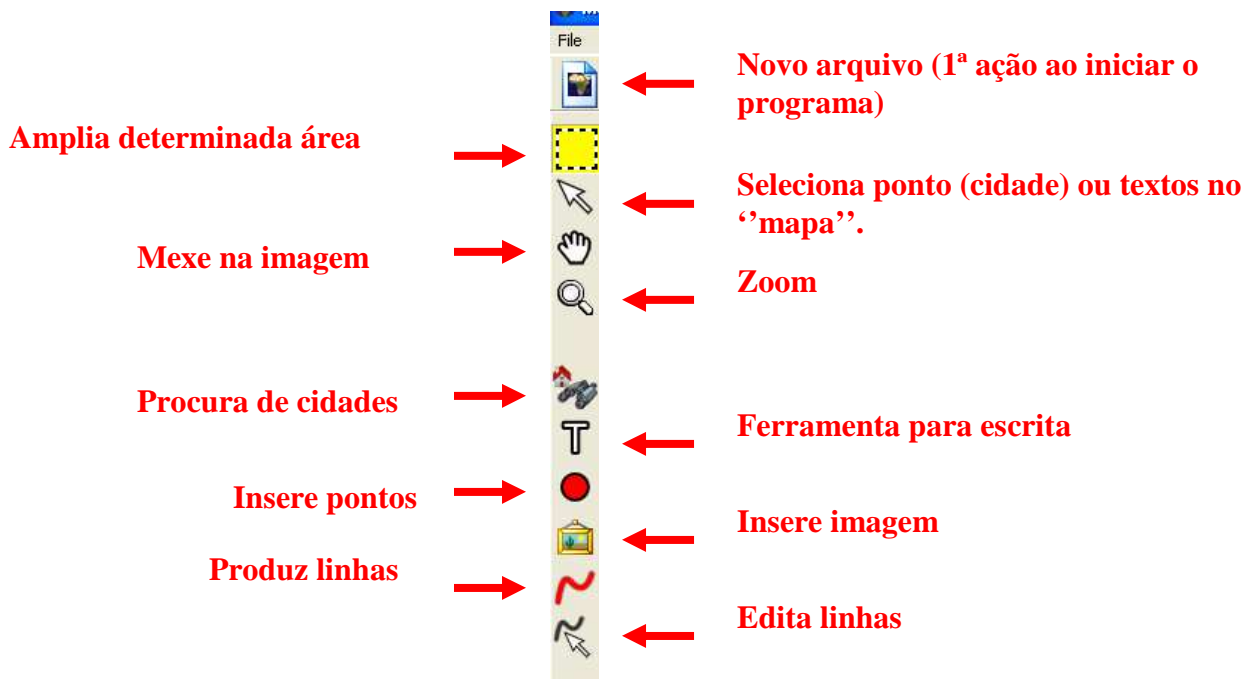 File
Novo arquivo (1ª ação ao iniciar o
programa)
Amplia determinada área
Seleciona ponto (cidade) ou textos no
‘’mapa’’.
Mexe na imagem
Zoom
Procura de cidades
T
Ferramenta para escrita
Insere pontos
Insere imagem
Produz linhas
Edita linhas